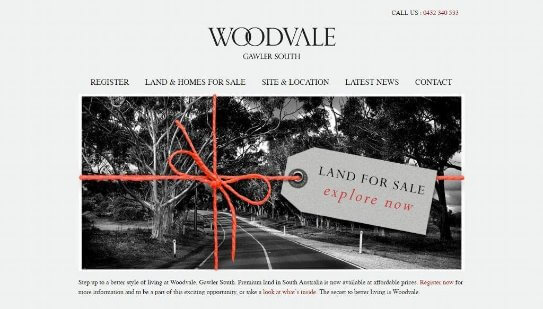 CALL US : 0452 340 533
WOODVALE
GAWLER SOUTH
REGISTER LAND & HOMES FOR SALE SITE & LOCATION LATEST NEWS CONTACT
LAND FOR SALE
explore now
Step up to a better style of living at Woodvale, Gawler South. Premium land in South Australia is now available at affordable prices. Register now for
more information and to be a part of this exciting opportunity, or take a look at what's inside. The secret to better living is Woodvale.